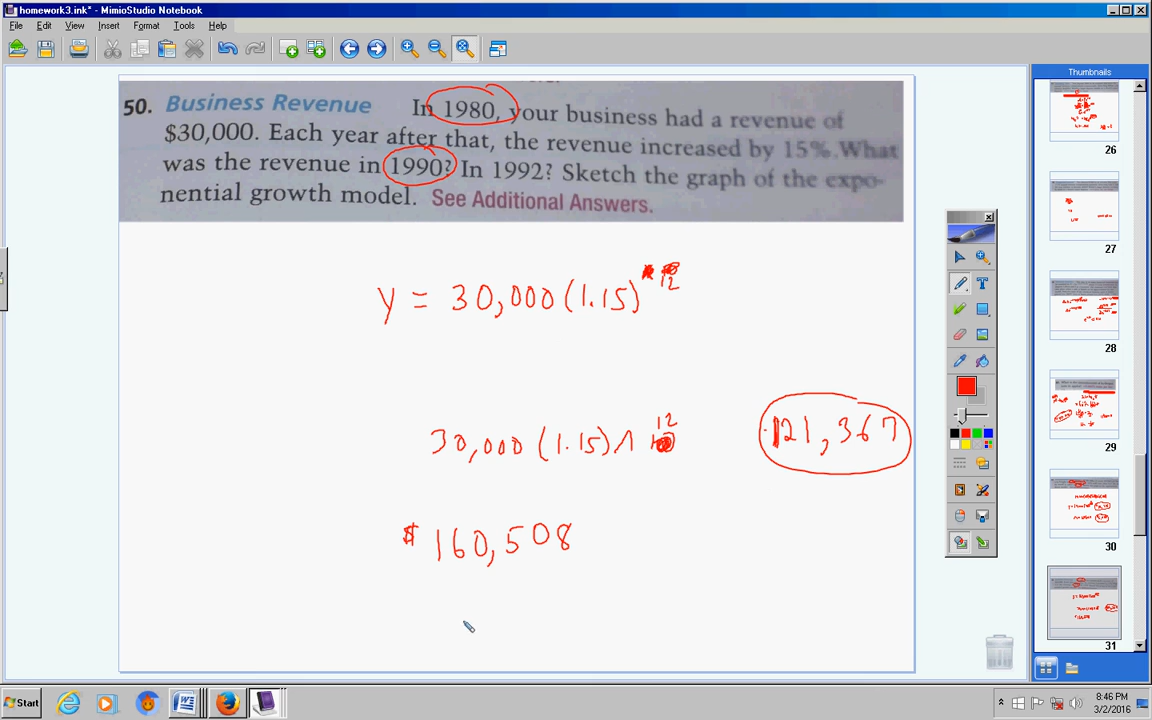 homework3.ink* - MimioStudio Notebook
File Edit View Insert Format Tools Help
50. Business Revenue In 1980, your business had a revenue of
$30,000. Each year after that, the revenue increased by 15%. What
was the revenue in 1990? In 1992? Sketch the graph of the expo-
nential growth model. See Additional Answers.
y = 30,000(1.15)^12
30,000(1.15)^12
121,367
$160,508
Thumbnails
26
27
28
29
30
31
T
Start
8:46 PM
3/2/2016